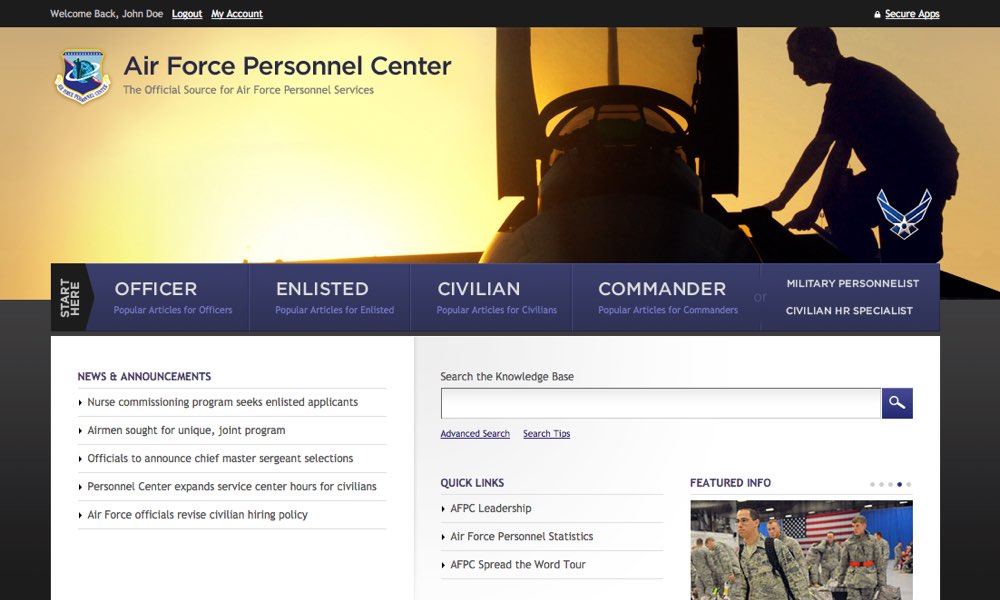 Welcome Back, John Doe Logout My Account
Secure Apps
AIR FORCE PERSONNEL CENTER
Air Force Personnel Center
The Official Source for Air Force Personnel Services
START
HERE
OFFICER
Popular Articles for Officers
ENLISTED
Popular Articles for Enlisted
CIVILIAN
Popular Articles for Civilians
COMMANDER
Popular Articles for Commanders
or
MILITARY PERSONNELIST
CIVILIAN HR SPECIALIST
NEWS & ANNOUNCEMENTS
Nurse commissioning program seeks enlisted applicants
Airmen sought for unique, joint program
Officials to announce chief master sergeant selections
Personnel Center expands service center hours for civilians
Air Force officials revise civilian hiring policy
Search the Knowledge Base
Advanced Search Search Tips
QUICK LINKS
AFPC Leadership
Air Force Personnel Statistics
AFPC Spread the Word Tour
FEATURED INFO